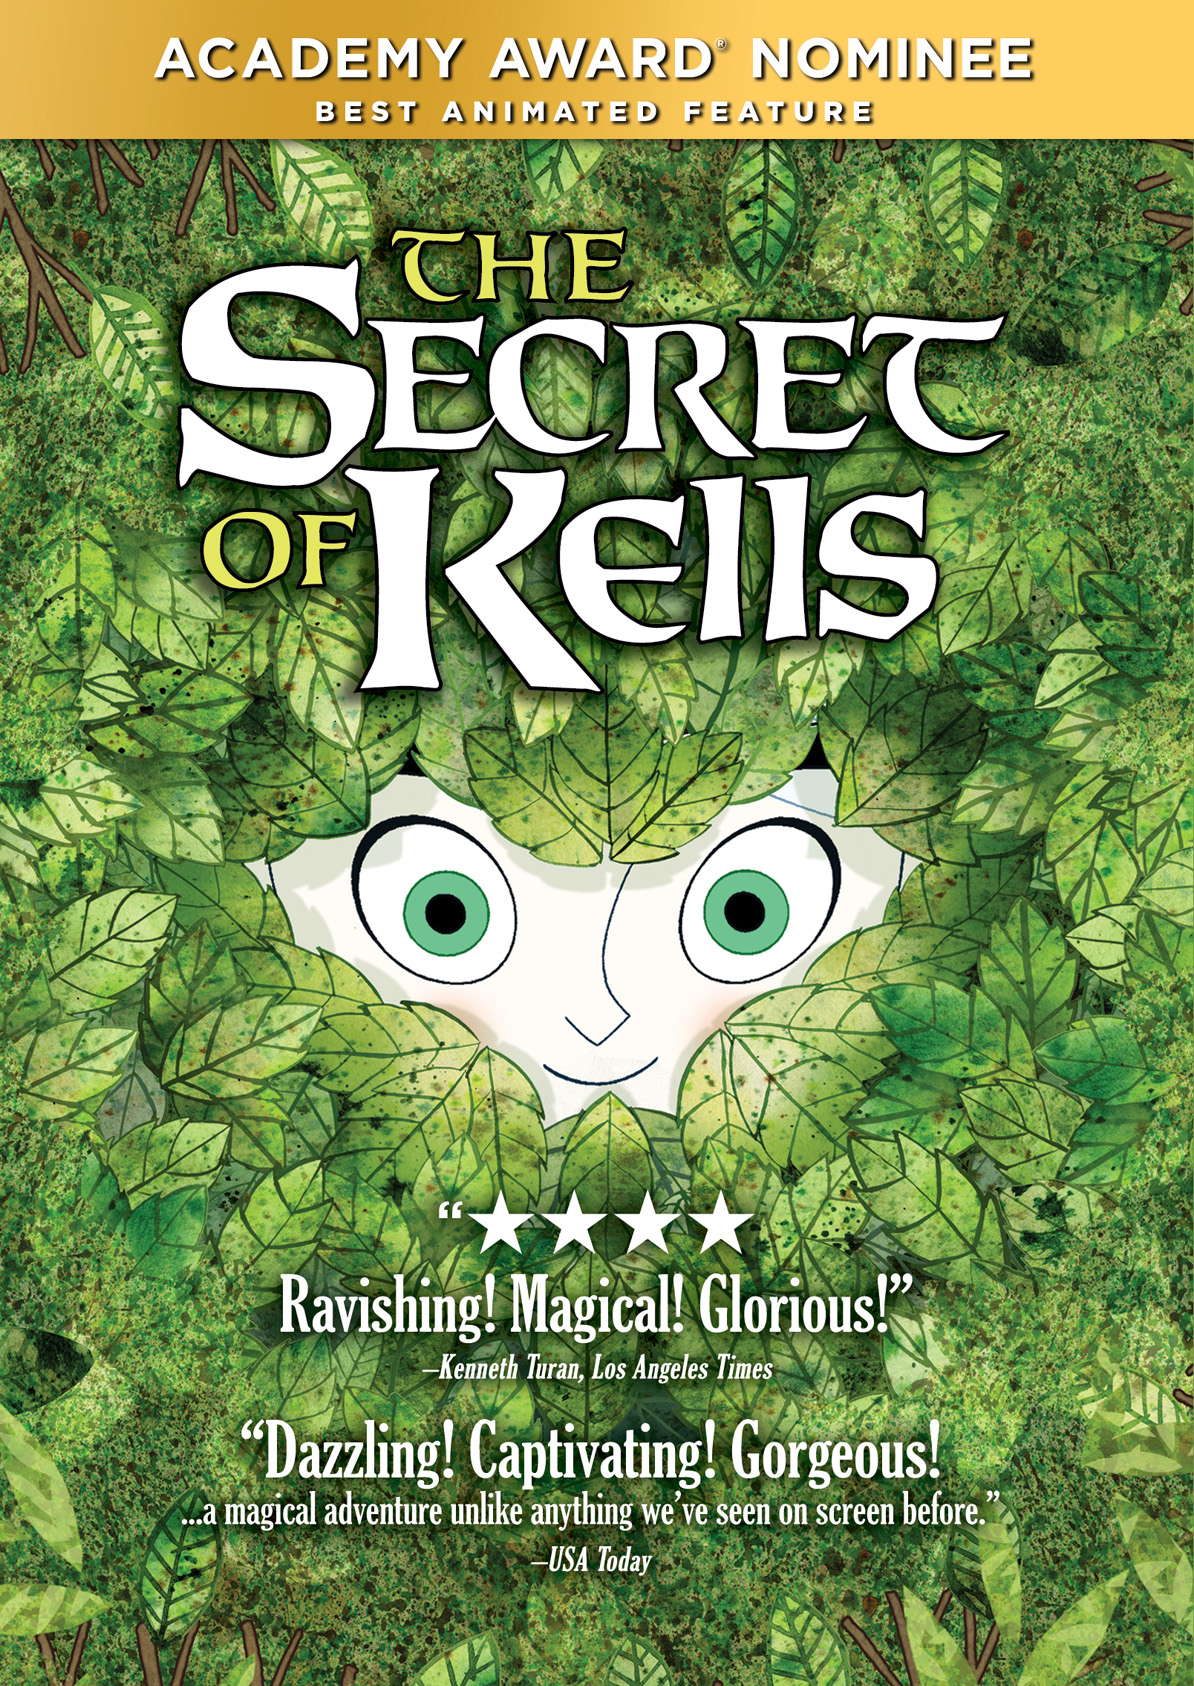 ACADEMY AWARD® NOMINEE
BEST ANIMATED FEATURE
THE
SECRET
OF KELLS
“★★★★
Ravishing! Magical! Glorious!”
–Kenneth Turan, Los Angeles Times
“Dazzling! Captivating! Gorgeous!
...a magical adventure unlike anything we’ve seen on screen before.”
–USA Today